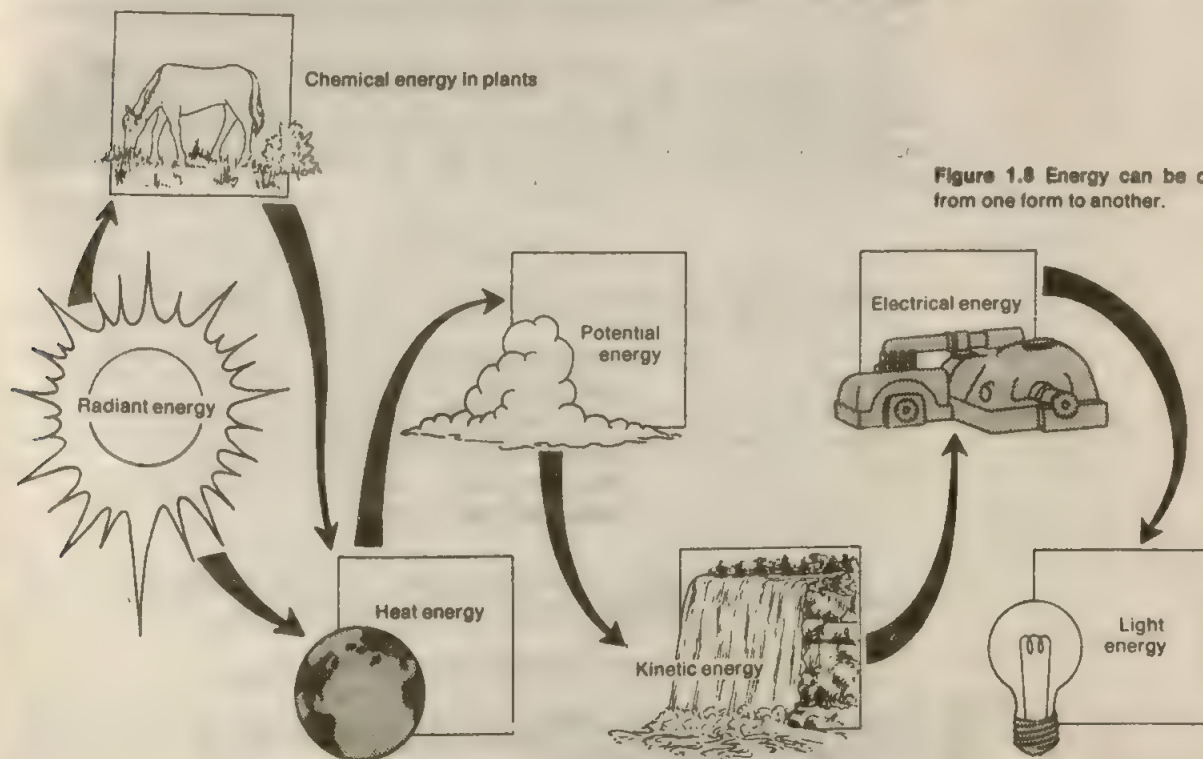 Chemical energy in plants
Figure 1.8 Energy can be
from one form to another.
Electrical energy
Potential
energy
Radiant energy
Heat energy
Kinetic energy
Light
energy